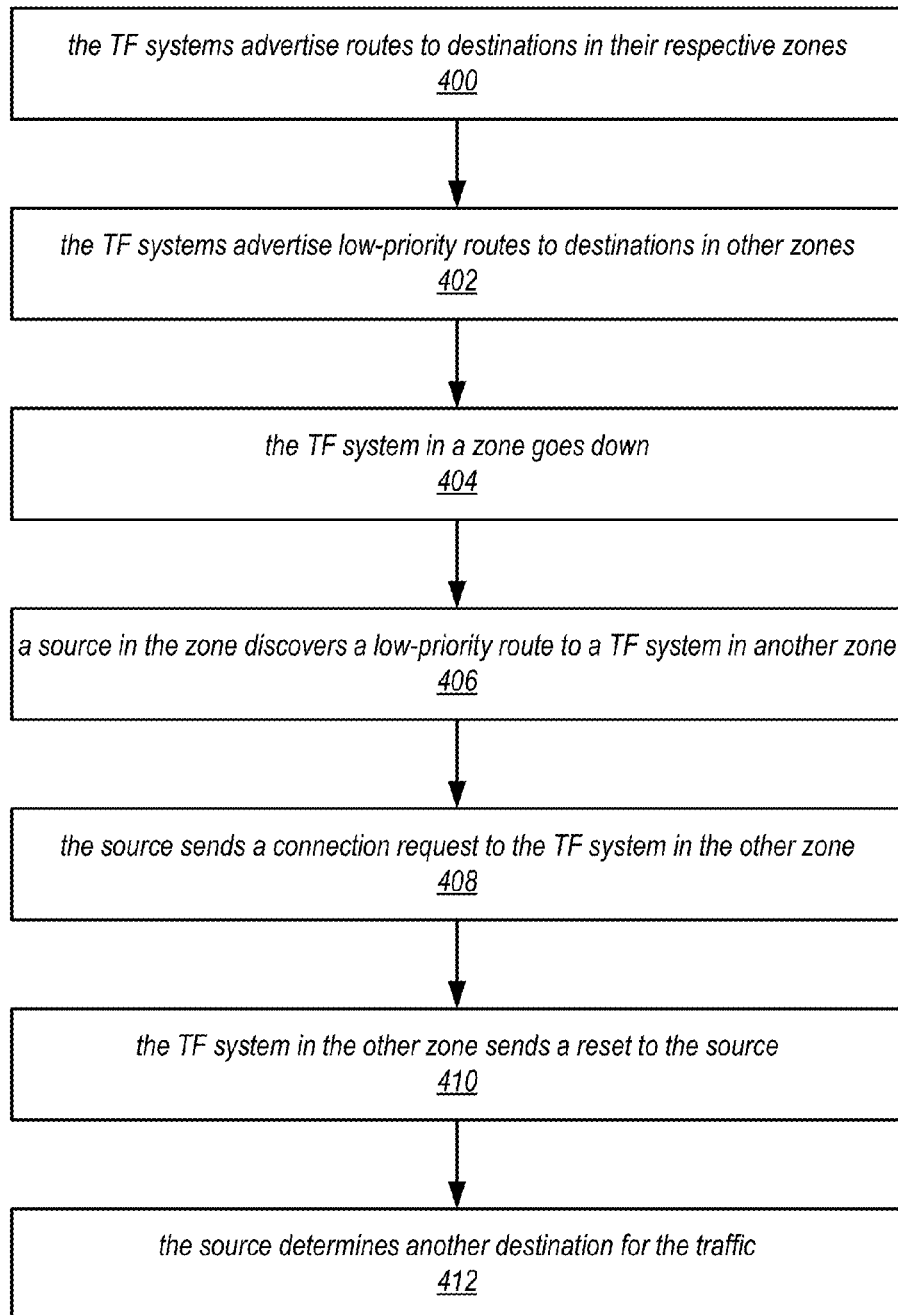 the TF systems advertise routes to destinations in their respective zones
400
the TF systems advertise low-priority routes to destinations in other zones
402
the TF system in a zone goes down
404
a source in the zone discovers a low-priority route to a TF system in another zone
406
the source sends a connection request to the TF system in the other zone
408
the TF system in the other zone sends a reset to the source
410
the source determines another destination for the traffic
412